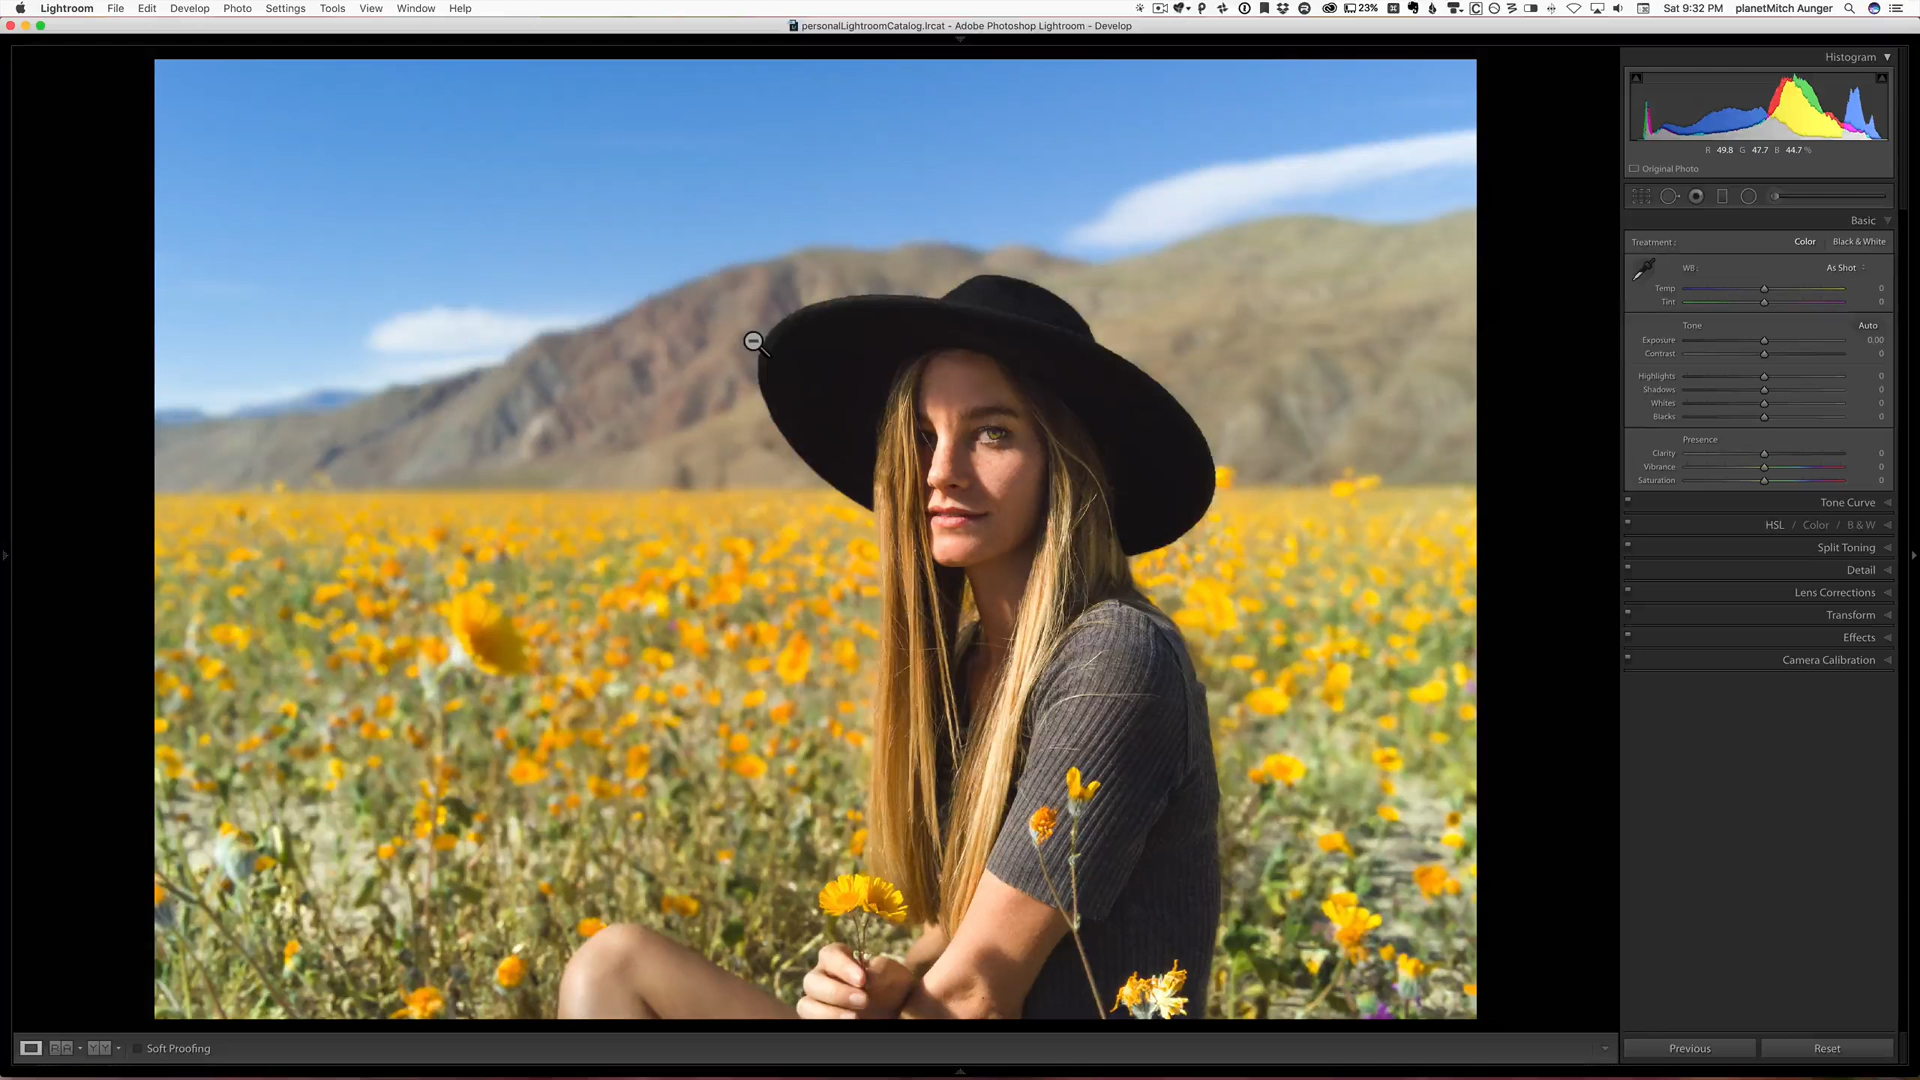 Lightroom File Edit Develop Photo Settings Tools View Window Help 23% Sat 9:32 PM planetMitch Aunger
personalLightroomCatalog.lrcat - Adobe Photoshop Lightroom - Develop
Histogram
R 49.8 G 47.7 B 44.7 %
Original Photo
Basic
Treatment : Color Black & White
WB : As Shot
Temp 0
Tint 0
Tone Auto
Exposure 0.00
Contrast 0
Highlights 0
Shadows 0
Whites 0
Blacks 0
Presence
Clarity 0
Vibrance 0
Saturation 0
Tone Curve
HSL / Color / B & W
Split Toning
Detail
Lens Corrections
Transform
Effects
Camera Calibration
Soft Proofing
Previous Reset